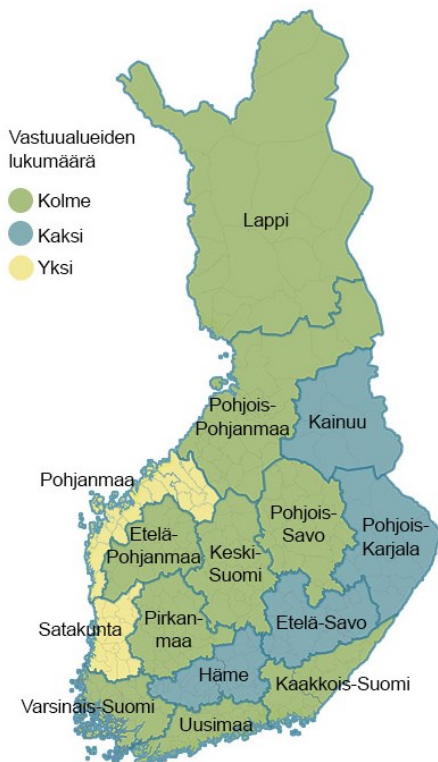 Vastuualueiden
lukumäärä
Kolme
Kaksi
Yksi
Lappi
Pohjois-
Pohjanmaa
Kainuu
Pohjanmaa
Etelä-
Pohjanmaa
Keski-
Suomi
Pohjois-
Savo
Pohjois-
Karjala
Satakunta
Pirkan-
maa
Etelä-Savo
Häme
Kaakkois-Suomi
Varsinais-Suomi
Uusimaa